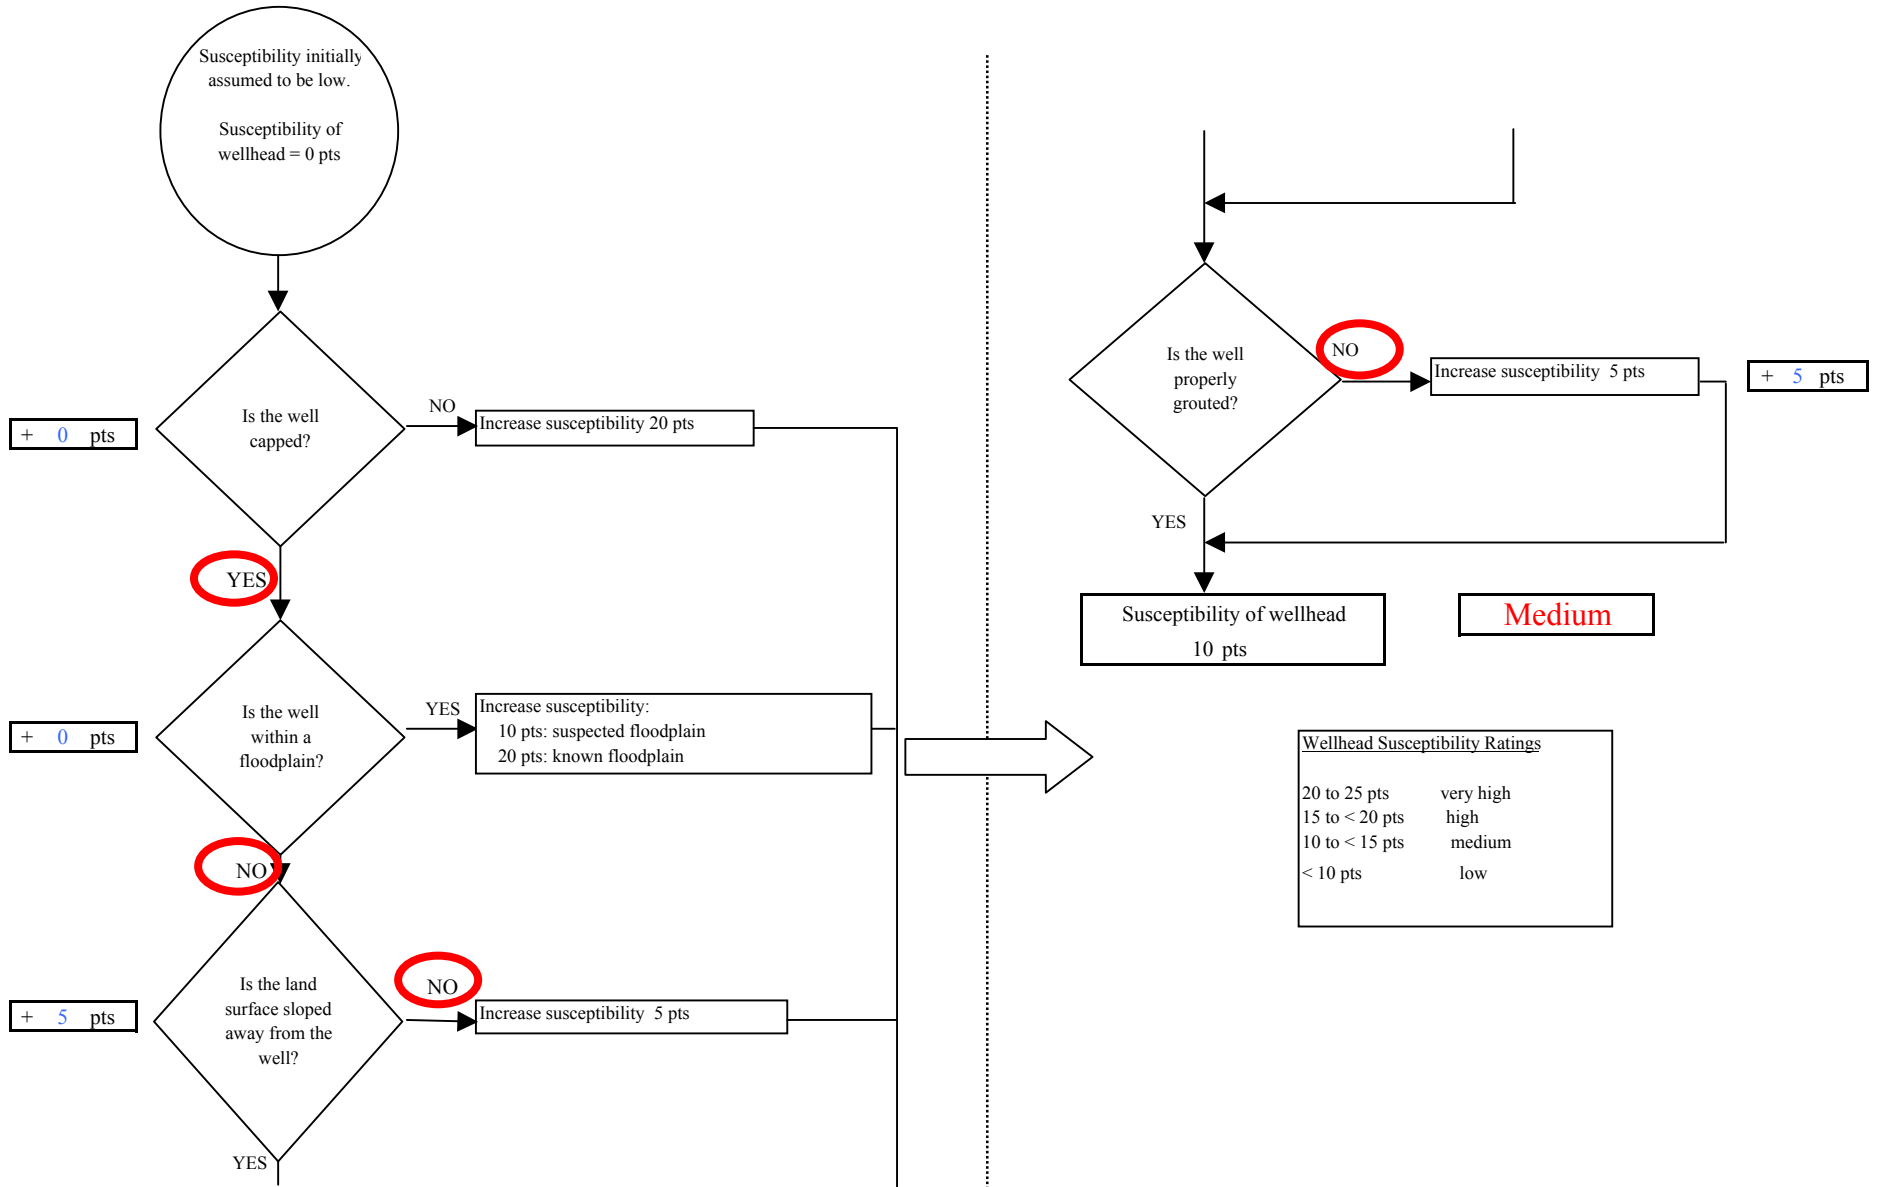 Susceptibility initially
assumed to be low.
Susceptibility of
wellhead = 0 pts
Is the well
capped?
NO
Increase susceptibility 20 pts
+ 0 pts
YES
Is the well
within a
floodplain?
YES
Increase susceptibility:
10 pts: suspected floodplain
20 pts: known floodplain
+ 0 pts
NO
Is the land
surface sloped
away from the
well?
NO
Increase susceptibility 5 pts
+ 5 pts
YES
Is the well
properly
grouted?
NO
Increase susceptibility 5 pts
+ 5 pts
YES
Susceptibility of wellhead
10 pts
Medium
Wellhead Susceptibility Ratings
20 to 25 pts very high
15 to < 20 pts high
10 to < 15 pts medium
< 10 pts low